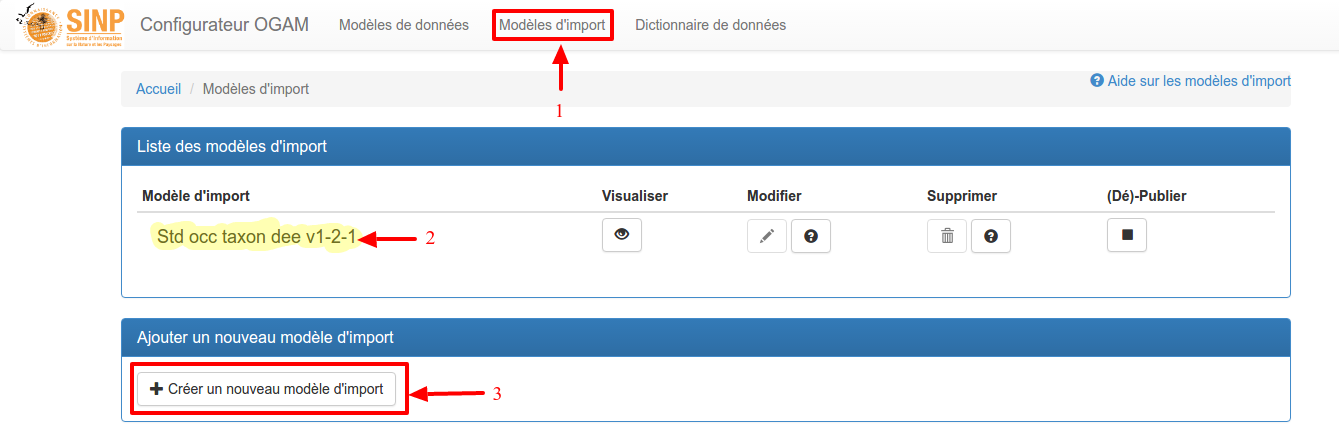 SINP
Système d'Information
sur la Nature et les Paysages
Configurateur OGAM
Modèles de données
Modèles d'import
Dictionnaire de données
1
Accueil / Modèles d'import
Aide sur les modèles d'import
Liste des modèles d'import
Modèle d'import
Visualiser
Modifier
Supprimer
(Dé)-Publier
Std occ taxon dee v1-2-1
2
Ajouter un nouveau modèle d'import
Créer un nouveau modèle d'import
3